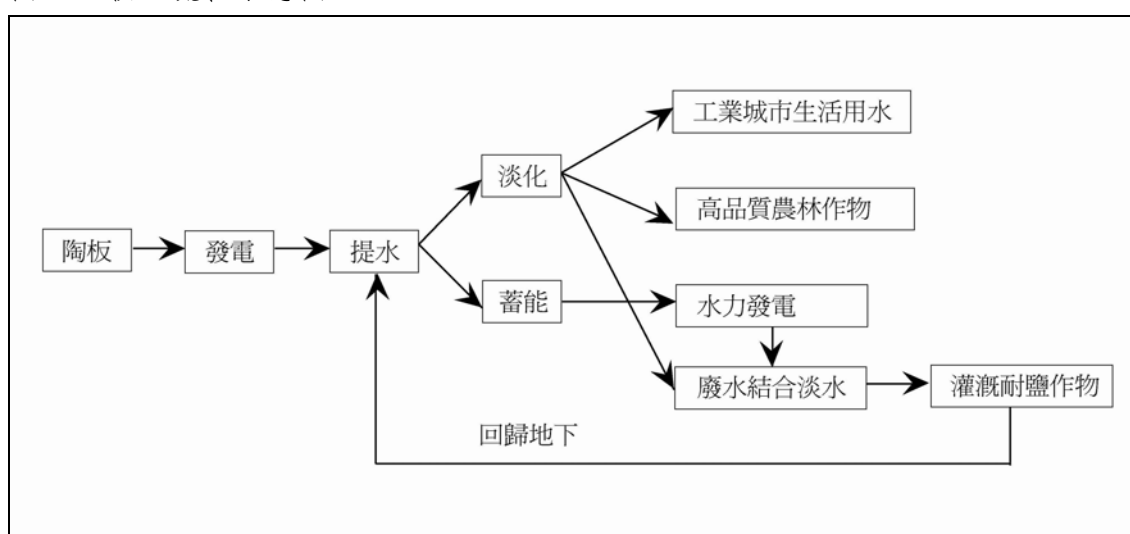 工業城市生活用水
淡化
高品質農林作物
陶板
發電
提水
蓄能
水力發電
廢水結合淡水
灌漑耐鹽作物
回歸地下